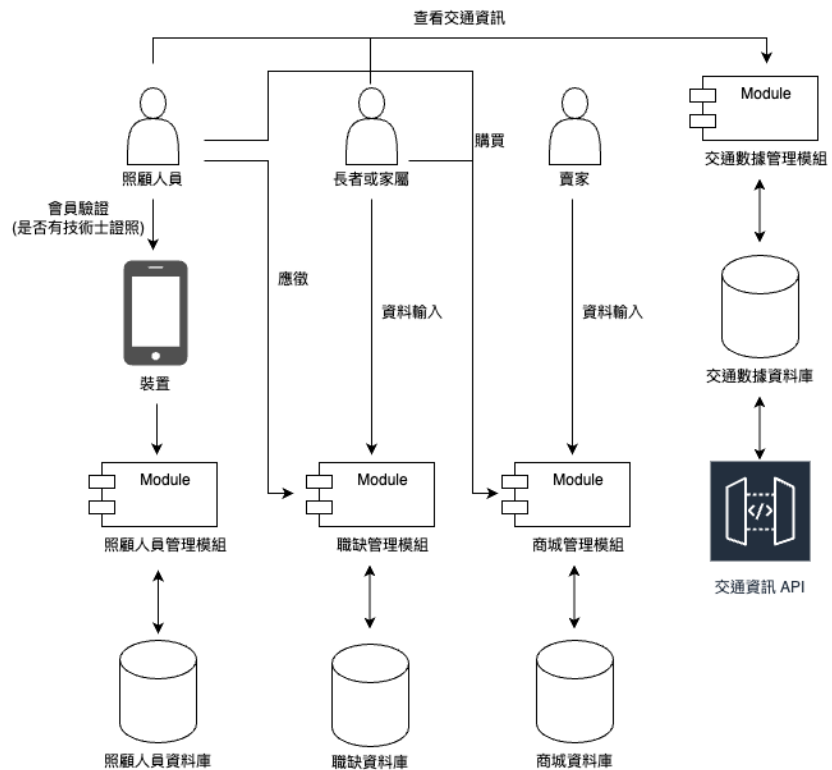 查看交通資訊
Module
購買
照顧人員
長者或家屬
賣家
交通數據管理模組
會員驗證
(是否有技術士證照)
應徵
資料輸入
資料輸入
裝置
交通數據資料庫
Module
Module
Module
照顧人員管理模組
職缺管理模組
商城管理模組
交通資訊 API
照顧人員資料庫
職缺資料庫
商城資料庫